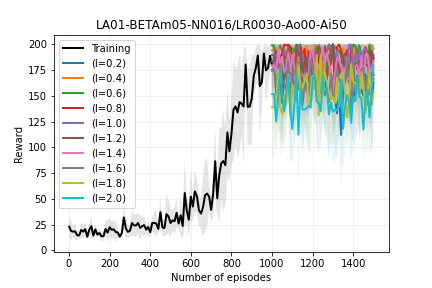 LA01-BETAm05-NN016/LR0030-Ao00-Ai50
200
175
150
125
100
75
50
25
0
Reward
Training
(l=0.2)
(l=0.4)
(l=0.6)
(l=0.8)
(l=1.0)
(l=1.2)
(l=1.4)
(l=1.6)
(l=1.8)
(l=2.0)
0 200 400 600 800 1000 1200 1400
Number of episodes